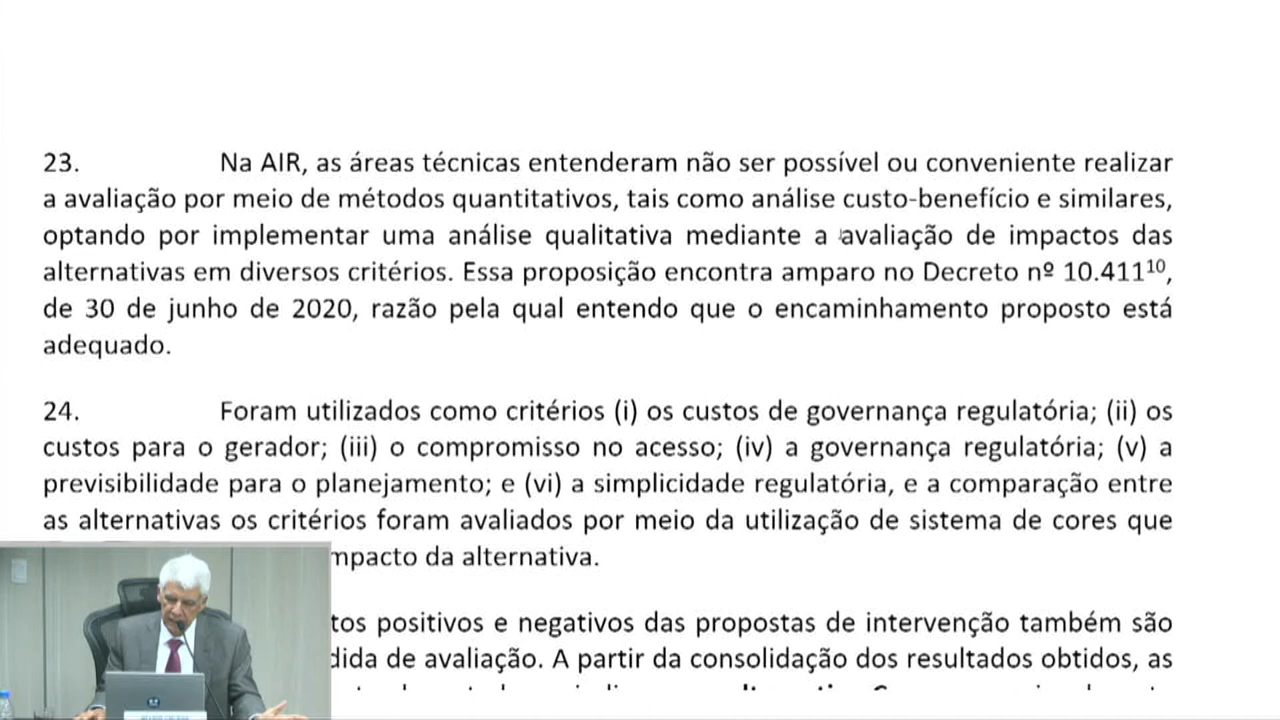 23. Na AIR, as áreas técnicas entenderam não ser possível ou conveniente realizar
a avaliação por meio de métodos quantitativos, tais como análise custo-benefício e similares,
optando por implementar uma análise qualitativa mediante a avaliação de impactos das
alternativas em diversos critérios. Essa proposição encontra amparo no Decreto nº 10.411¹⁰,
de 30 de junho de 2020, razão pela qual entendo que o encaminhamento proposto está
adequado.
24. Foram utilizados como critérios (i) os custos de governança regulatória; (ii) os
custos para o gerador; (iii) o compromisso no acesso; (iv) a governança regulatória; (v) a
previsibilidade para o planejamento; e (vi) a simplicidade regulatória, e a comparação entre
as alternativas os critérios foram avaliados por meio da utilização de sistema de cores que
mpacto da alternativa.
tos positivos e negativos das propostas de intervenção também são
dida de avaliação. A partir da consolidação dos resultados obtidos, as